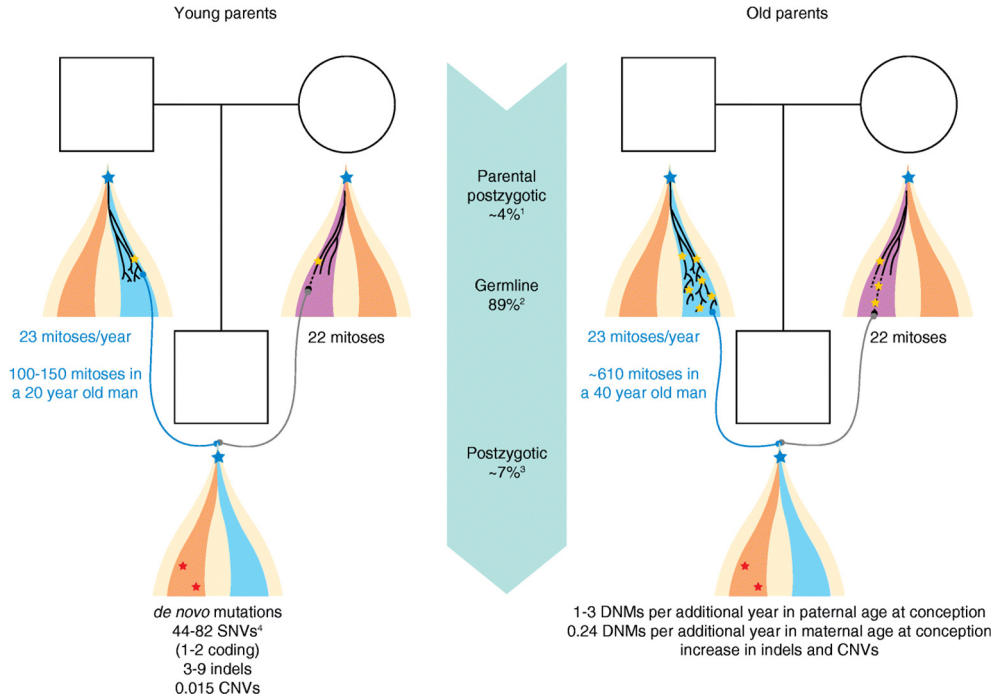 Young parents
Old parents
Parental
postzygotic
~4%¹
Germline
89%²
Postzygotic
~7%³
23 mitoses/year
22 mitoses
100-150 mitoses in
a 20 year old man
23 mitoses/year
22 mitoses
~610 mitoses in
a 40 year old man
de novo mutations
44-82 SNVs⁴
(1-2 coding)
3-9 indels
0.015 CNVs
1-3 DNMs per additional year in paternal age at conception
0.24 DNMs per additional year in maternal age at conception
increase in indels and CNVs